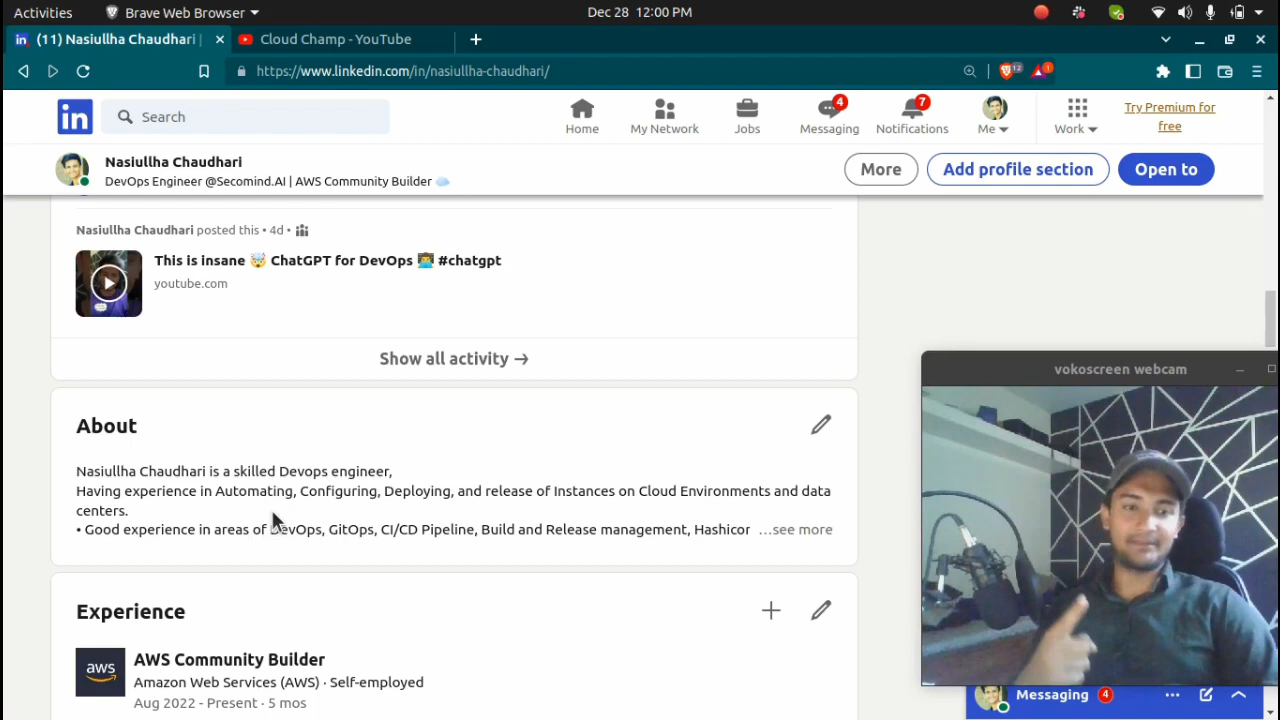 Activities
Brave Web Browser
Dec 28 12:00 PM
(11) Nasiullha Chaudhari |
Cloud Champ - YouTube
https://www.linkedin.com/in/nasiullha-chaudhari/
12
1
in
Search
Home
My Network
Jobs
4
Messaging
7
Notifications
Me
Work
Try Premium for
free
Nasiullha Chaudhari
DevOps Engineer @Secomind.AI | AWS Community Builder ☁️
More
Add profile section
Open to
Nasiullha Chaudhari posted this • 4d •
This is insane 🤯 ChatGPT for DevOps 👨‍💻 #chatgpt
youtube.com
Show all activity →
About
Nasiullha Chaudhari is a skilled Devops engineer,
Having experience in Automating, Configuring, Deploying, and release of Instances on Cloud Environments and data
centers.
• Good experience in areas of DevOps, GitOps, CI/CD Pipeline, Build and Release management, Hashicor …see more
Experience
aws
AWS Community Builder
Amazon Web Services (AWS) · Self-employed
Aug 2022 - Present · 5 mos
vokoscreen webcam
Messaging 4